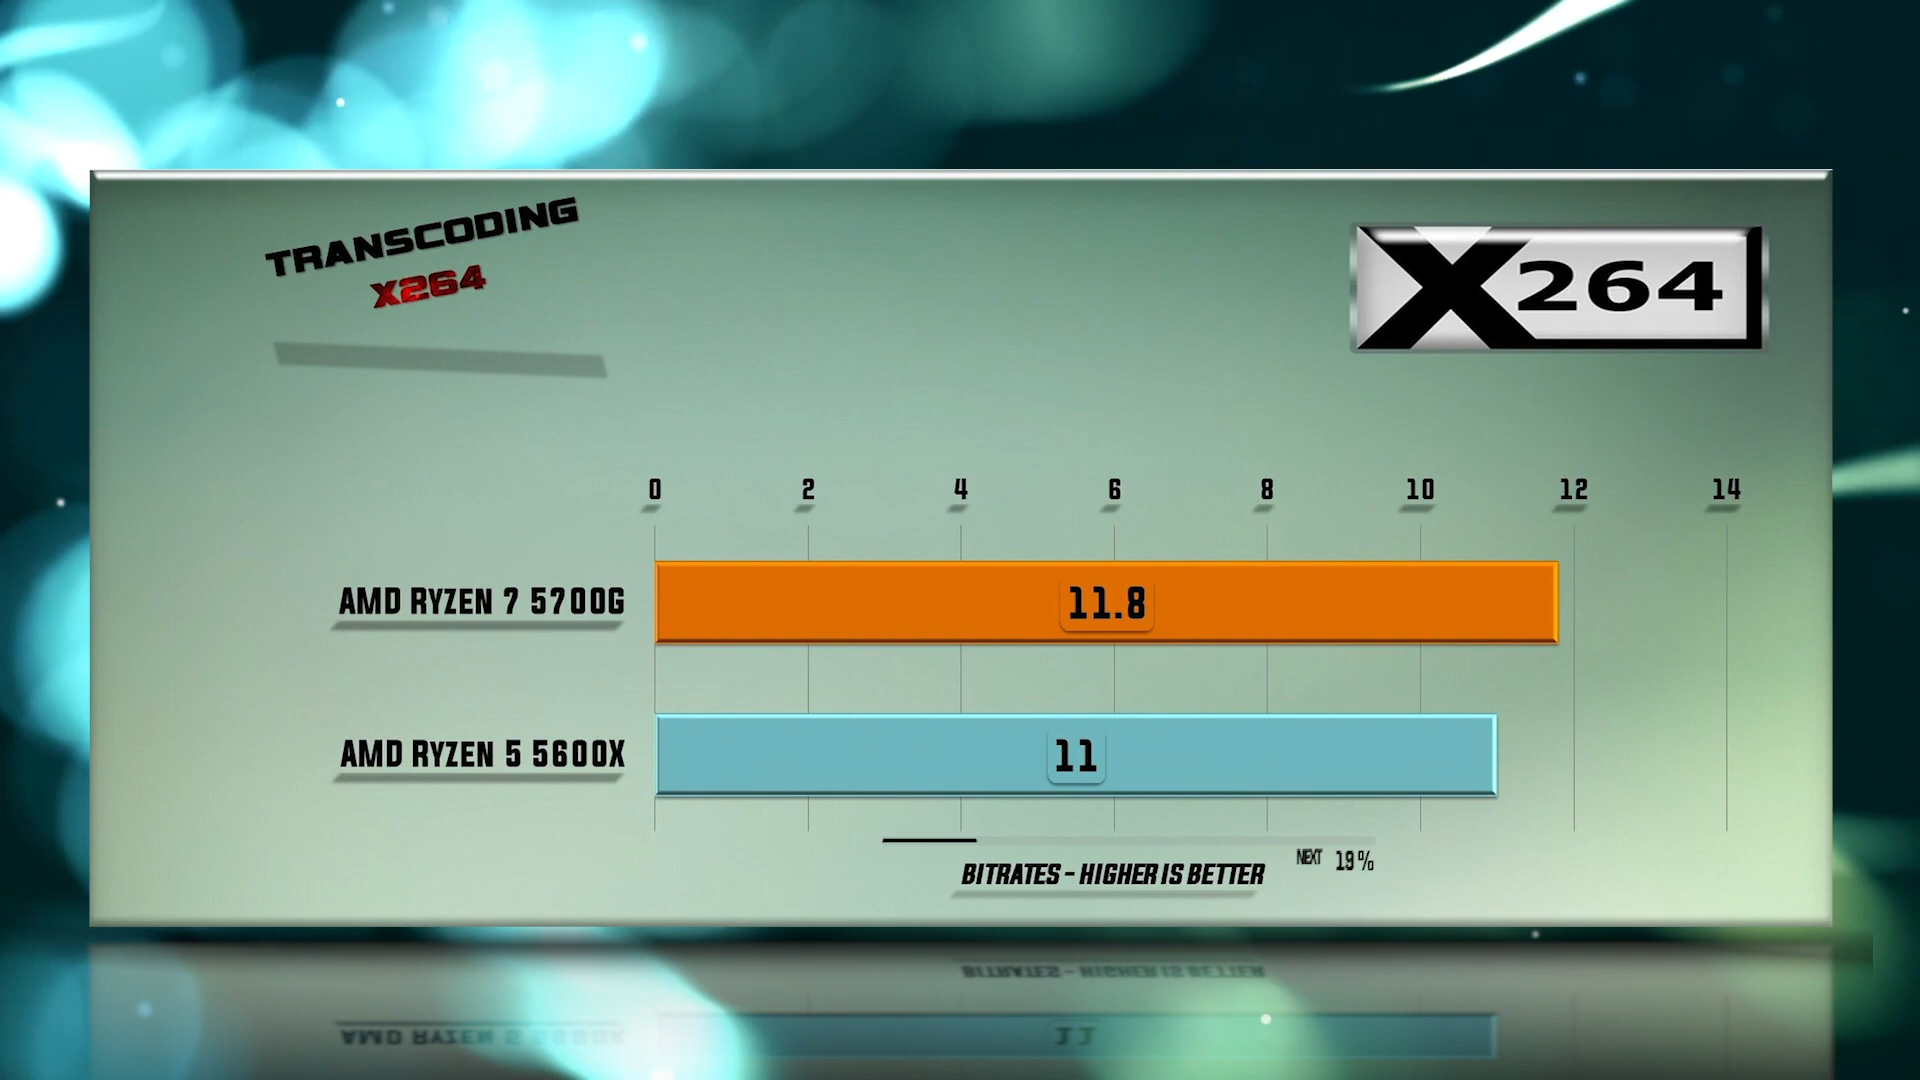 TRANSCODING
X264
X264
0 2 4 6 8 10 12 14
AMD RYZEN 7 5700G 11.8
AMD RYZEN 5 5600X 11
BITRATES - HIGHER IS BETTER
NEXT 19%